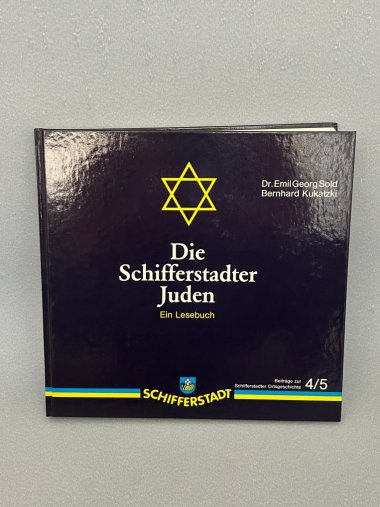 Dr. Emil Georg Sold
Bernhard Kukatzki
Die
Schifferstadter
Juden
Ein Lesebuch
Beiträge zur
Schifferstadter Ortsgeschichte 4/5
SCHIFFERSTADT